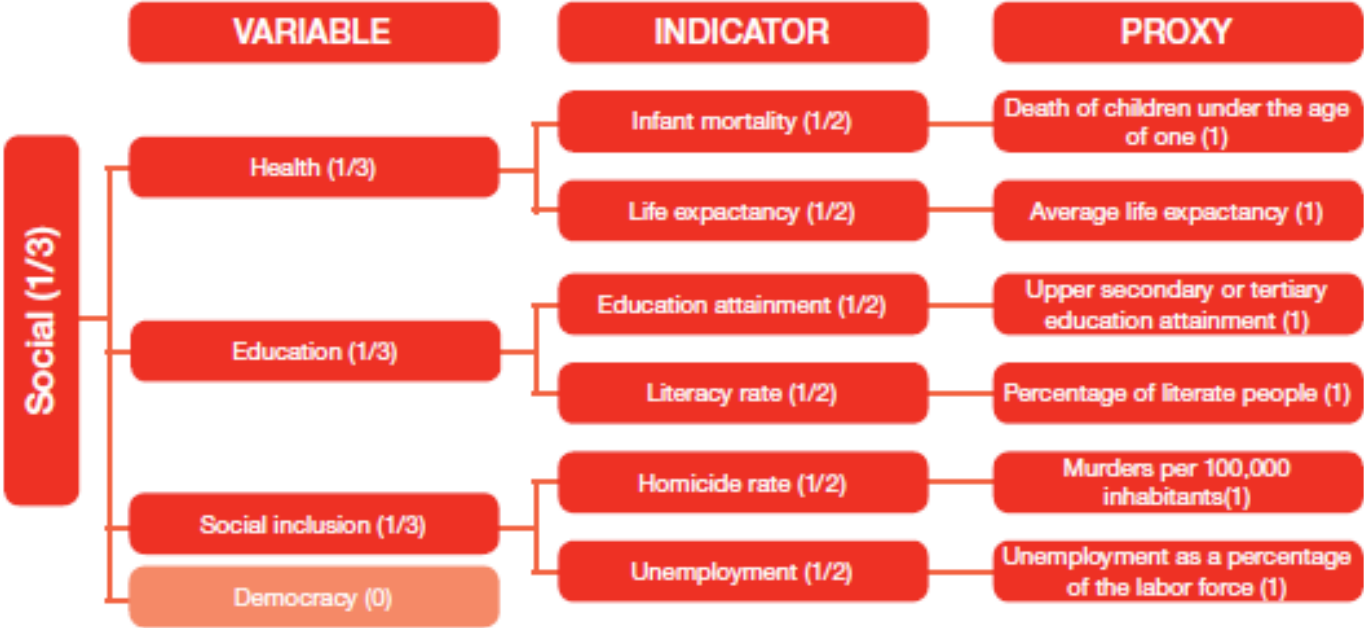 VARIABLE
INDICATOR
PROXY
Social (1/3)
Health (1/3)
Infant mortality (1/2)
Death of children under the age
of one (1)
Life expactancy (1/2)
Average life expactancy (1)
Education (1/3)
Education attainment (1/2)
Upper secondary or tertiary
education attainment (1)
Literacy rate (1/2)
Percentage of literate people (1)
Social inclusion (1/3)
Homicide rate (1/2)
Murders per 100,000
inhabitants(1)
Unemployment (1/2)
Unemployment as a percentage
of the labor force (1)
Democracy (0)